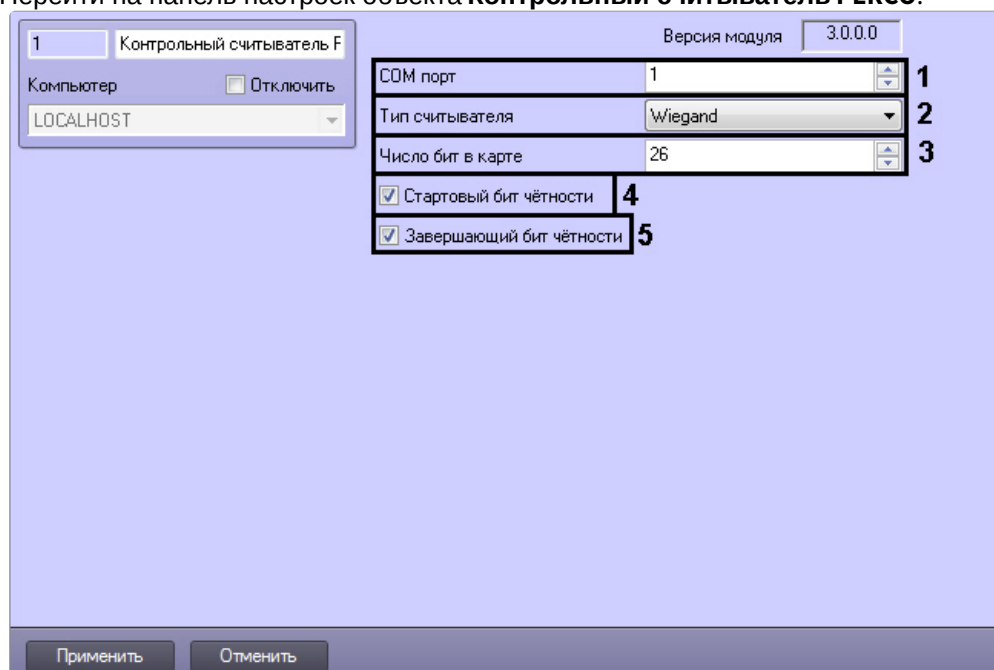 Перейти на панель настроек объекта Контрольный считыватель PERCo.
1 Контрольный считыватель P
Версия модуля 3.0.0.0
Компьютер Отключить
LOCALHOST
COM порт 1 1
Тип считывателя Wiegand 2
Число бит в карте 26 3
Стартовый бит чётности 4
Завершающий бит чётности 5
Применить Отменить